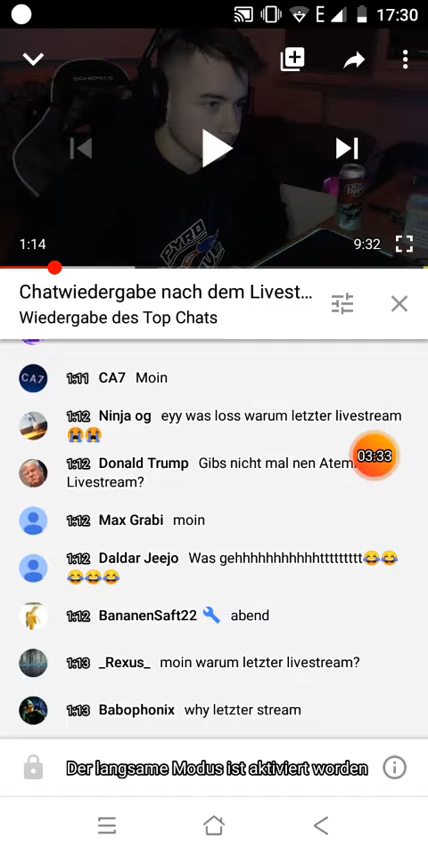 E 17:30
1:14 9:32
Chatwiedergabe nach dem Livest...
Wiedergabe des Top Chats
CA7 1:11 CA7 Moin
1:12 Ninja og eyy was loss warum letzter livestream
😭😭
1:12 Donald Trump Gibs nicht mal nen Atem
03:33
Livestream?
1:12 Max Grabi moin
1:12 Daldar Jeejo Was gehhhhhhhhhhhttttttttt😂😂
😂😂😂
1:12 BananenSaft22 🔧 abend
1:13 _Rexus_ moin warum letzter livestream?
1:13 Babophonix why letzter stream
Der langsame Modus ist aktiviert worden